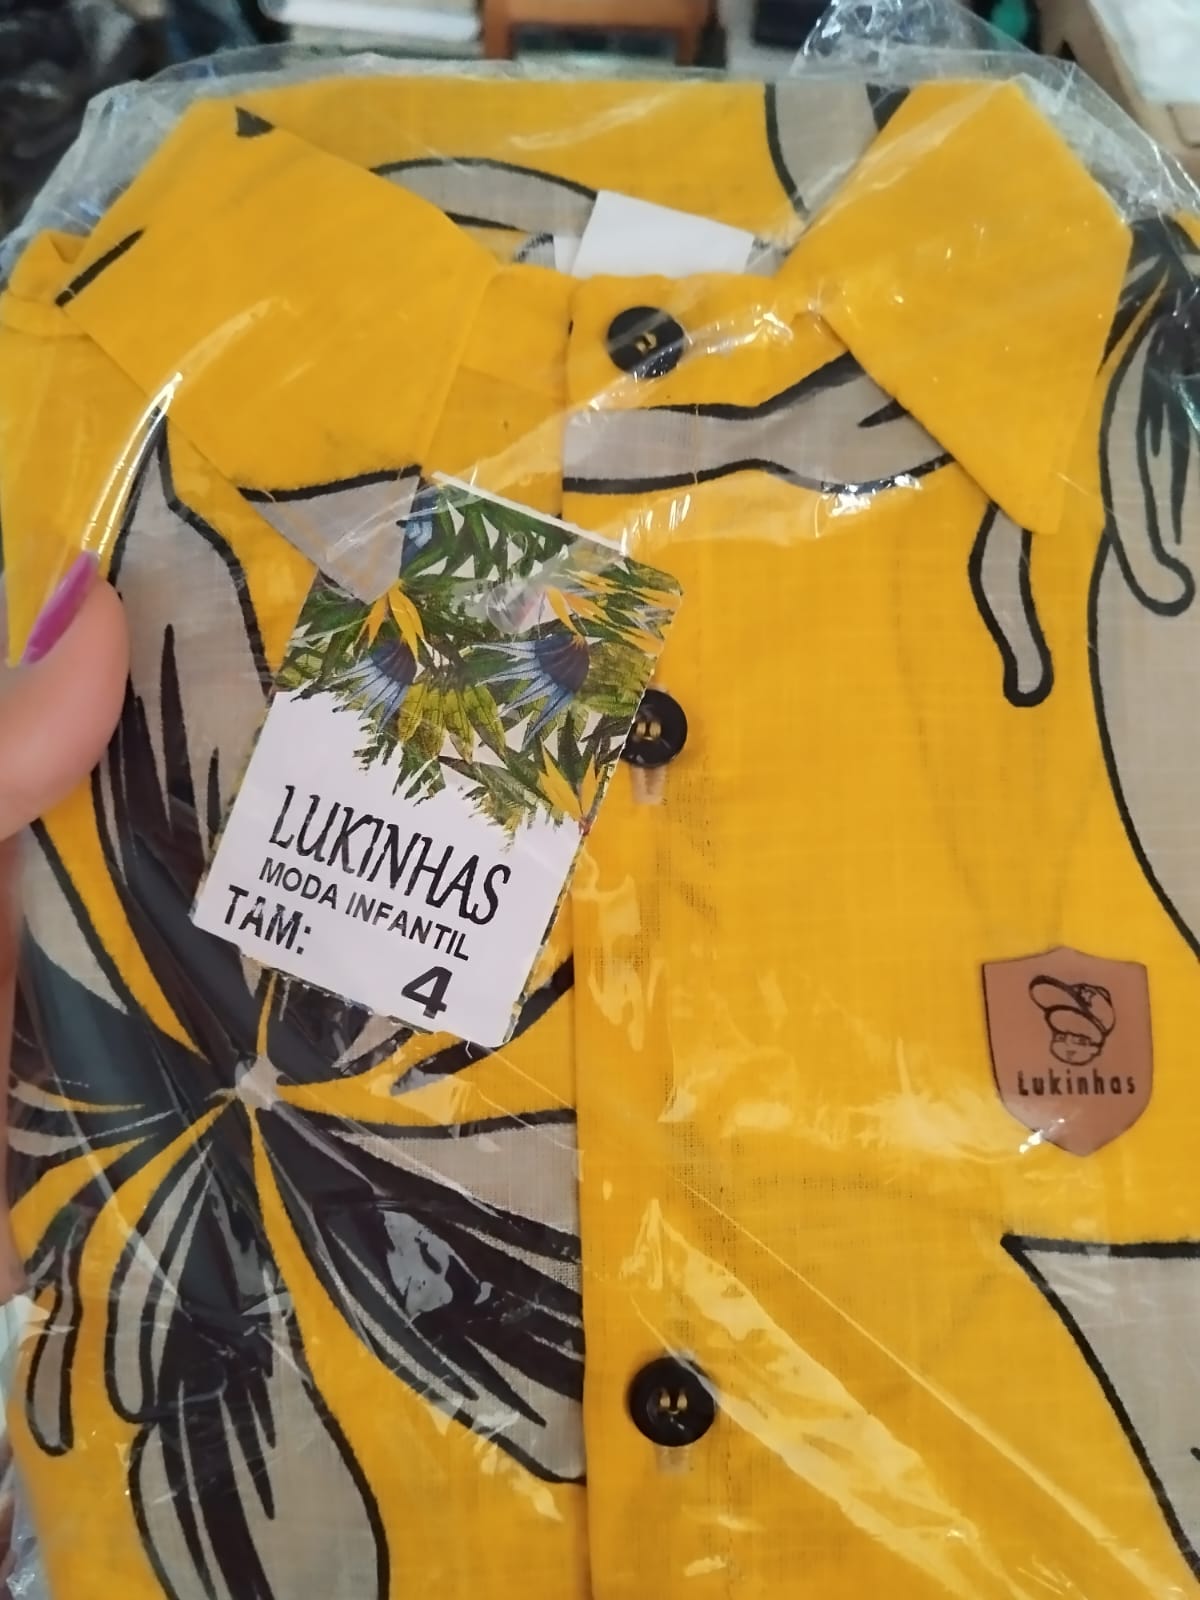 LUKINHAS
MODA INFANTIL
TAM:
4
Lukinhas